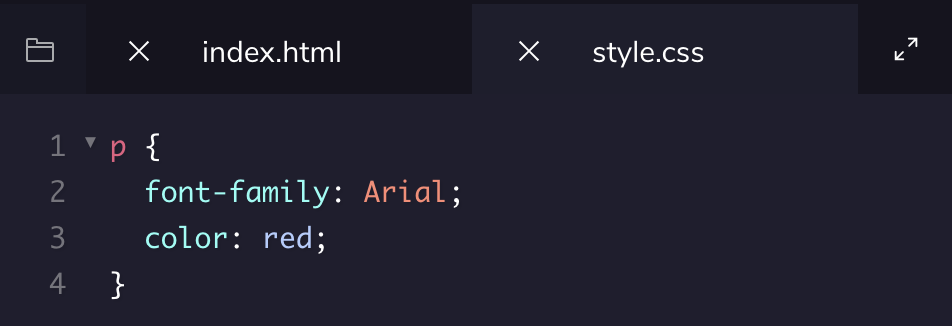 index.html style.css
1 p {
2 font-family: Arial;
3 color: red;
4 }